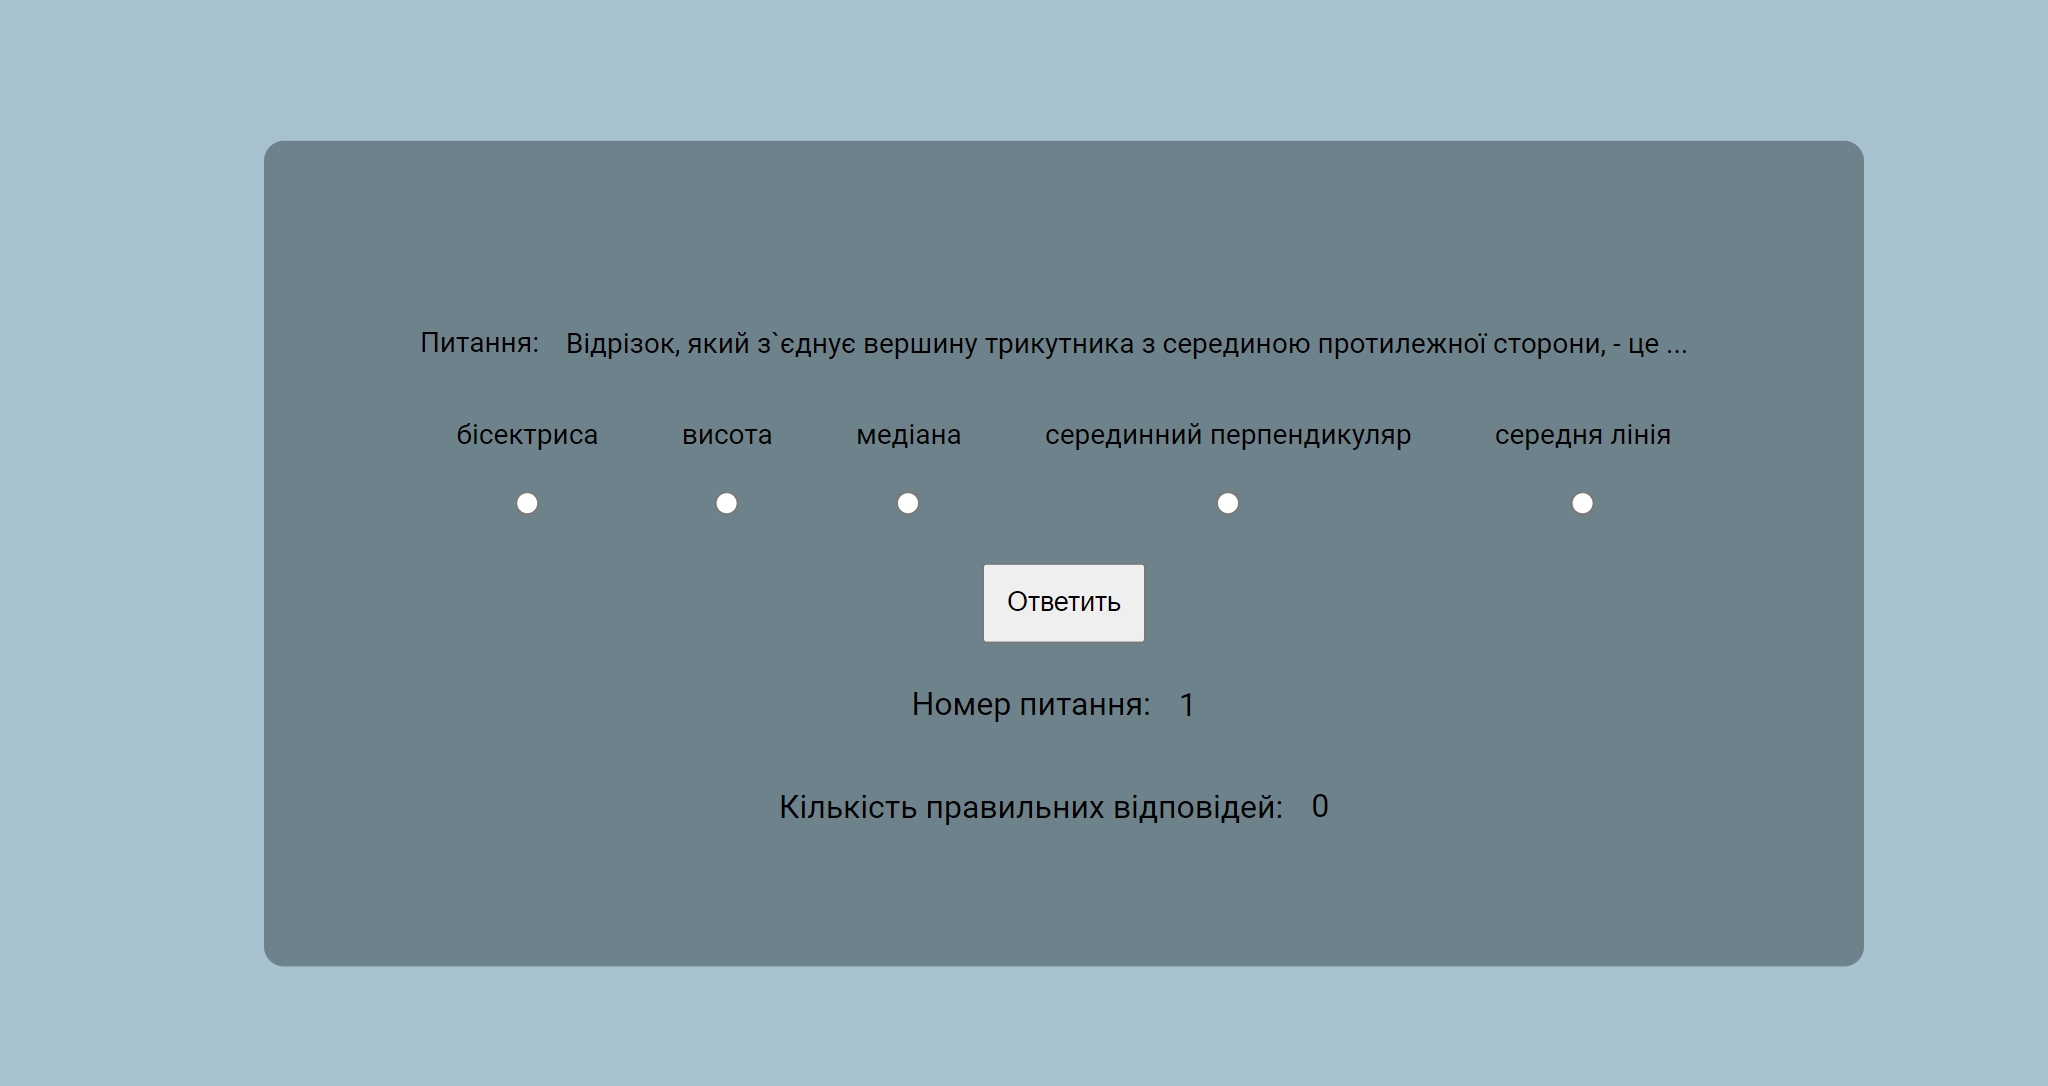 Питання: Відрізок, який з`єднує вершину трикутника з серединою протилежної сторони, - це ...
бісектриса висота медіана серединний перпендикуляр середня лінія
Ответить
Номер питання: 1
Кількість правильних відповідей: 0